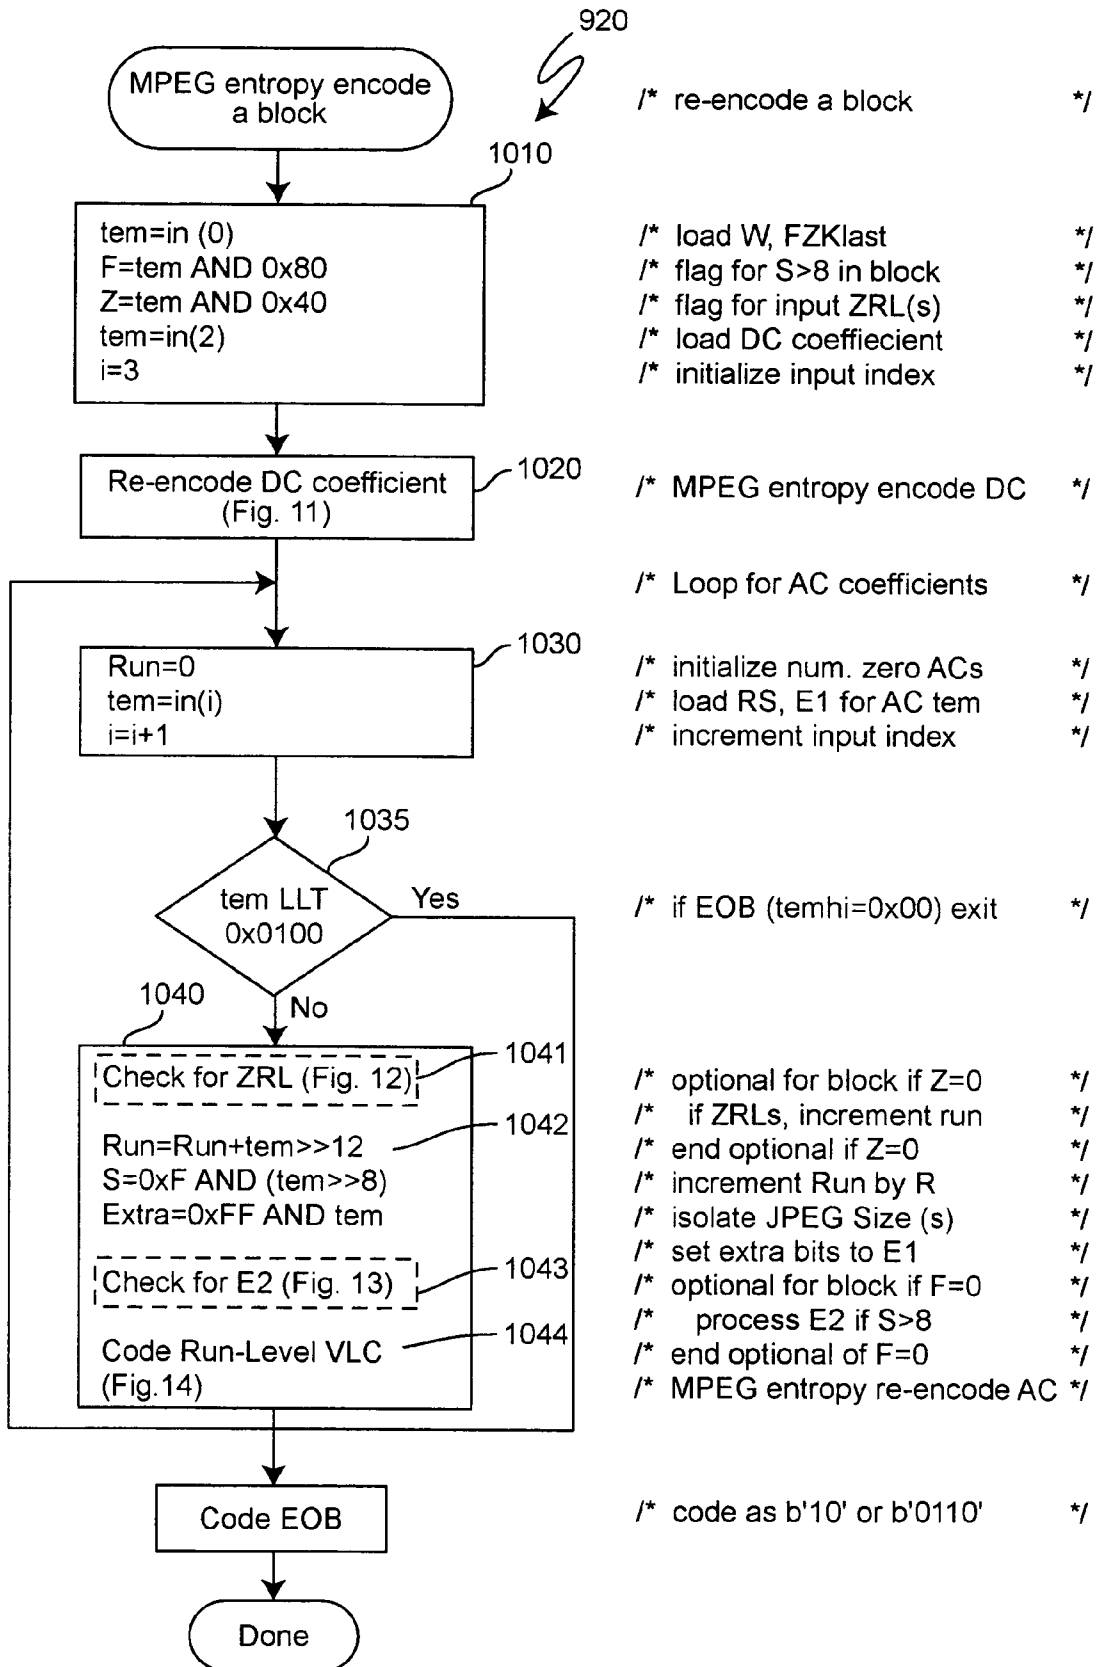 920
MPEG entropy encode
a block
/* re-encode a block */
1010
tem=in (0)
/* load W, FZKlast */
F=tem AND 0x80
/* flag for S>8 in block */
Z=tem AND 0x40
/* flag for input ZRL(s) */
tem=in(2)
/* load DC coeffiecient */
i=3
/* initialize input index */
Re-encode DC coefficient
(Fig. 11)
1020
/* MPEG entropy encode DC */
/* Loop for AC coefficients */
1030
Run=0
/* initialize num. zero ACs */
tem=in(i)
/* load RS, E1 for AC tem */
i=i+1
/* increment input index */
1035
tem LLT
0x0100
Yes
/* if EOB (temhi=0x00) exit */
No
1040
Check for ZRL (Fig. 12)
1041
/* optional for block if Z=0 */
/* if ZRLs, increment run */
Run=Run+tem>>12
1042
/* end optional if Z=0 */
S=0xF AND (tem>>8)
/* increment Run by R */
Extra=0xFF AND tem
/* isolate JPEG Size (s) */
/* set extra bits to E1 */
Check for E2 (Fig. 13)
1043
/* optional for block if F=0 */
/* process E2 if S>8 */
Code Run-Level VLC
(Fig.14)
1044
/* end optional of F=0 */
/* MPEG entropy re-encode AC */
Code EOB
/* code as b'10' or b'0110' */
Done